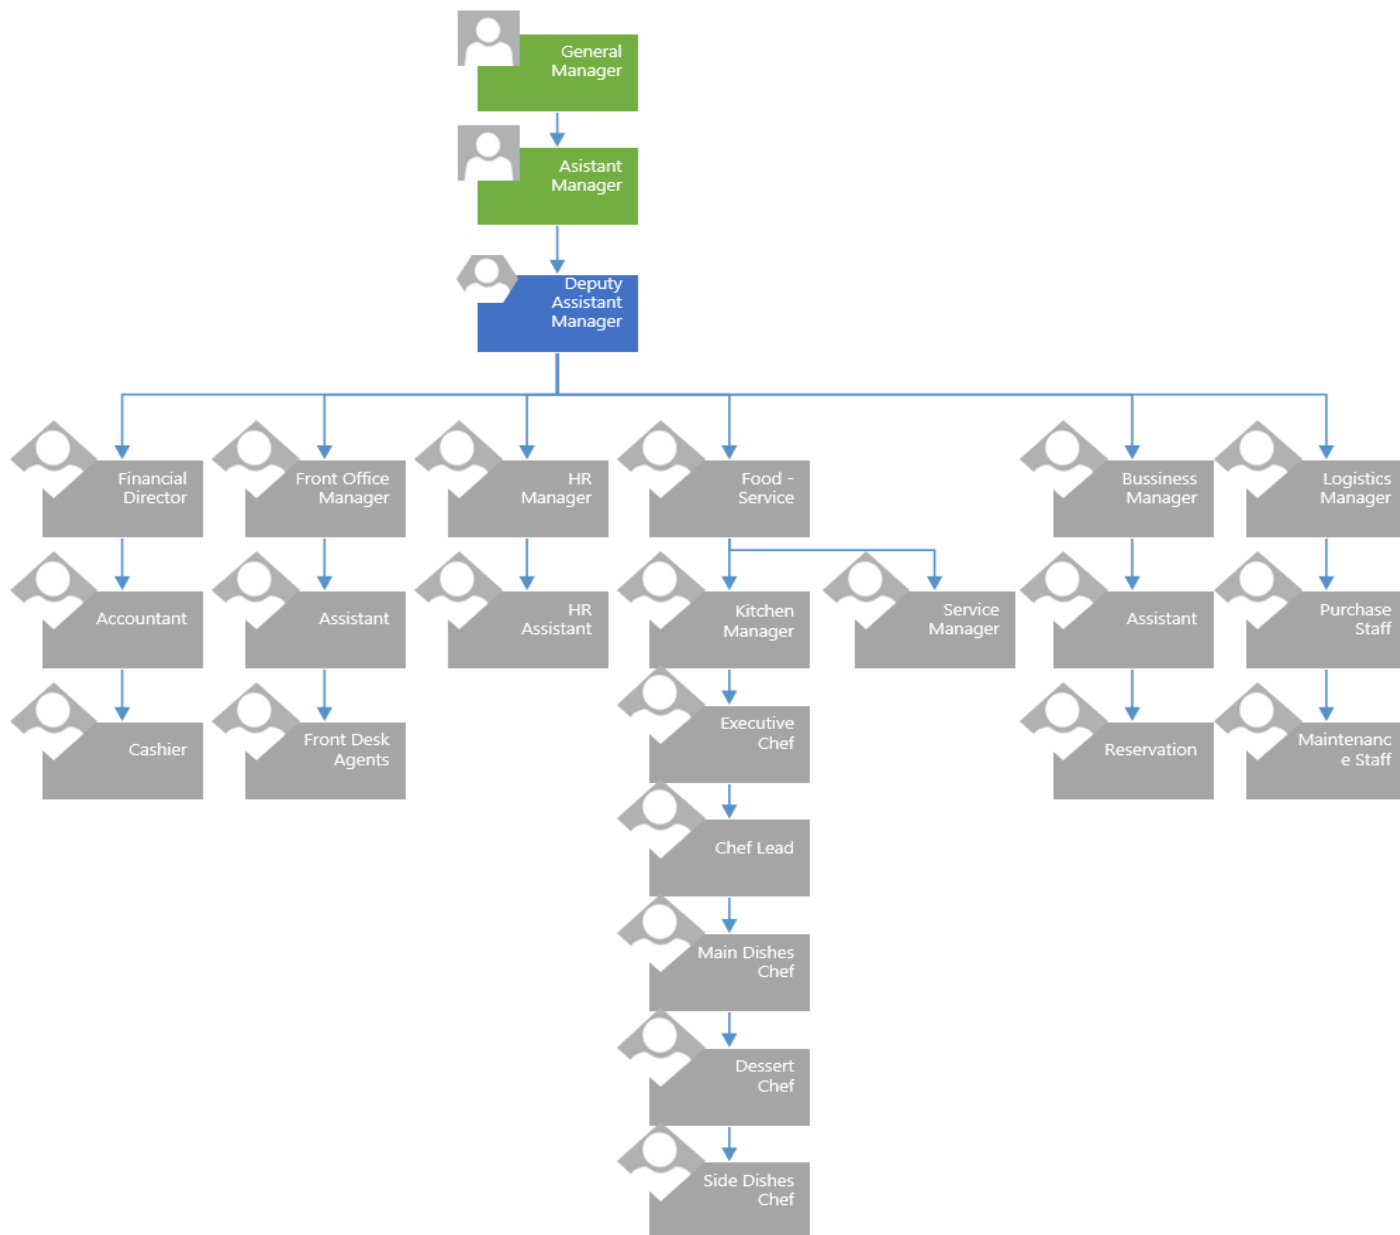 General
Manager
Asistant
Manager
Deputy
Assistant
Manager
Financial
Director
Front Office
Manager
HR
Manager
Food -
Service
Bussiness
Manager
Logistics
Manager
Accountant
Assistant
HR
Assistant
Kitchen
Manager
Service
Manager
Assistant
Purchase
Staff
Cashier
Front Desk
Agents
Executive
Chef
Reservation
Maintenanc
e Staff
Chef Lead
Main Dishes
Chef
Dessert
Chef
Side Dishes
Chef